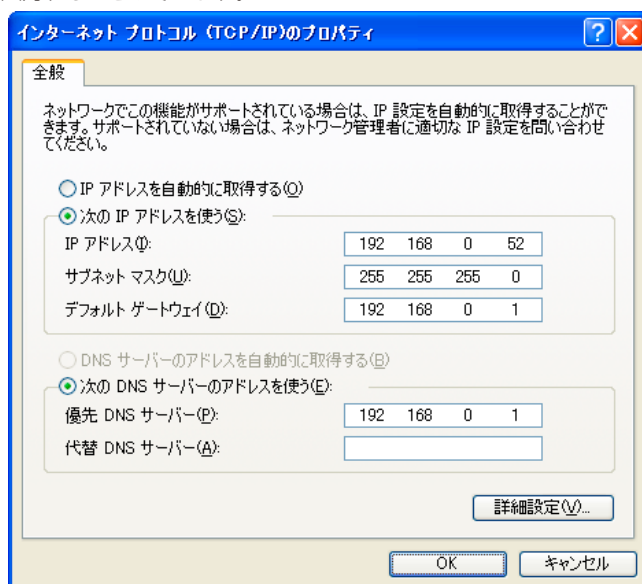 インターネット プロトコル (TCP/IP)のプロパティ
全般
ネットワークでこの機能がサポートされている場合は、IP 設定を自動的に取得することがで
きます。サポートされていない場合は、ネットワーク管理者に適切な IP 設定を問い合わせ
てください。
IP アドレスを自動的に取得する(O)
次の IP アドレスを使う(S):
IP アドレス(I): 192 168 0 52
サブネット マスク(U): 255 255 255 0
デフォルト ゲートウェイ(D): 192 168 0 1
DNS サーバーのアドレスを自動的に取得する(B)
次の DNS サーバーのアドレスを使う(E):
優先 DNS サーバー(P): 192 168 0 1
代替 DNS サーバー(A):
詳細設定(V)...
OK キャンセル